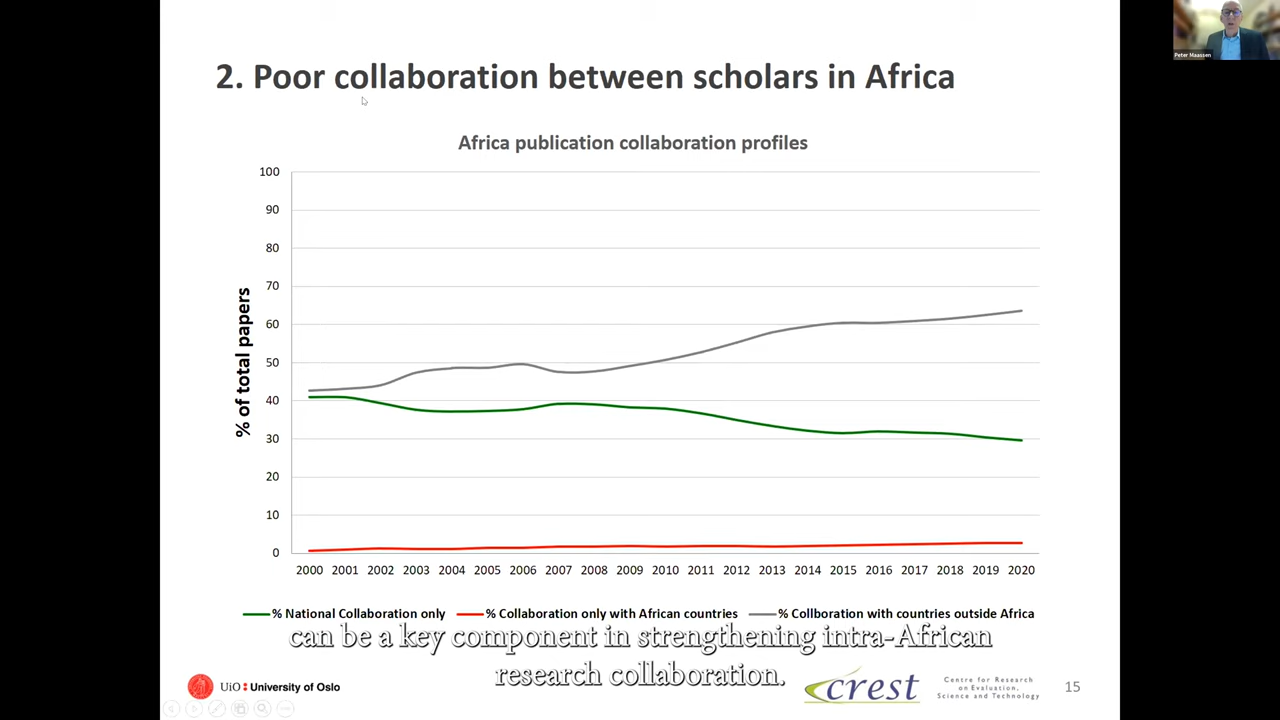 Peter Maassen
2. Poor collaboration between scholars in Africa
Africa publication collaboration profiles
% of total papers
100
90
80
70
60
50
40
30
20
10
0
2000 2001 2002 2003 2004 2005 2006 2007 2008 2009 2010 2011 2012 2013 2014 2015 2016 2017 2018 2019 2020
% National Collaboration only % Collaboration only with African countries % Collboration with countries outside Africa
can be a key component in strengthening intra-African
research collaboration.
UiO : University of Oslo
crest
Centre for Research
on Evaluation,
Science and Technology
15